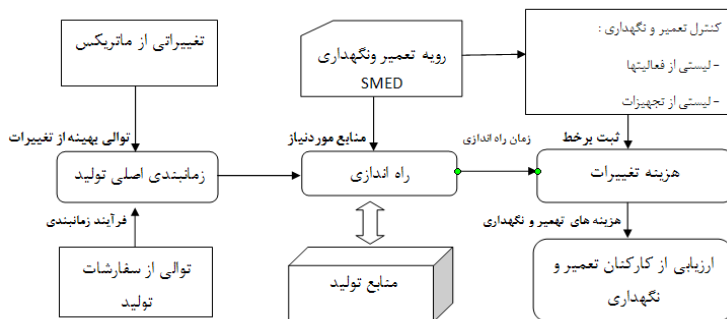 تغییراتی از ماتریکس
رویه تعمیر ونگهداری
SMED
کنترل تعمیر و نگهداری :
- لیستی از فعالیتها
- لیستی از تجهیزات
توالی بهینه از تغییرات
منابع موردنیاز
زمان راه اندازی
ثبت برخط
زمانبندی اصلی تولید
راه اندازی
هزینه تغییرات
فرآیند زمانبندی
هزینه های تهمیر و نگهداری
توالی از سفارشات
تولید
منابع تولید
ارزیابی از کارکنان تعمیر و
نگهداری